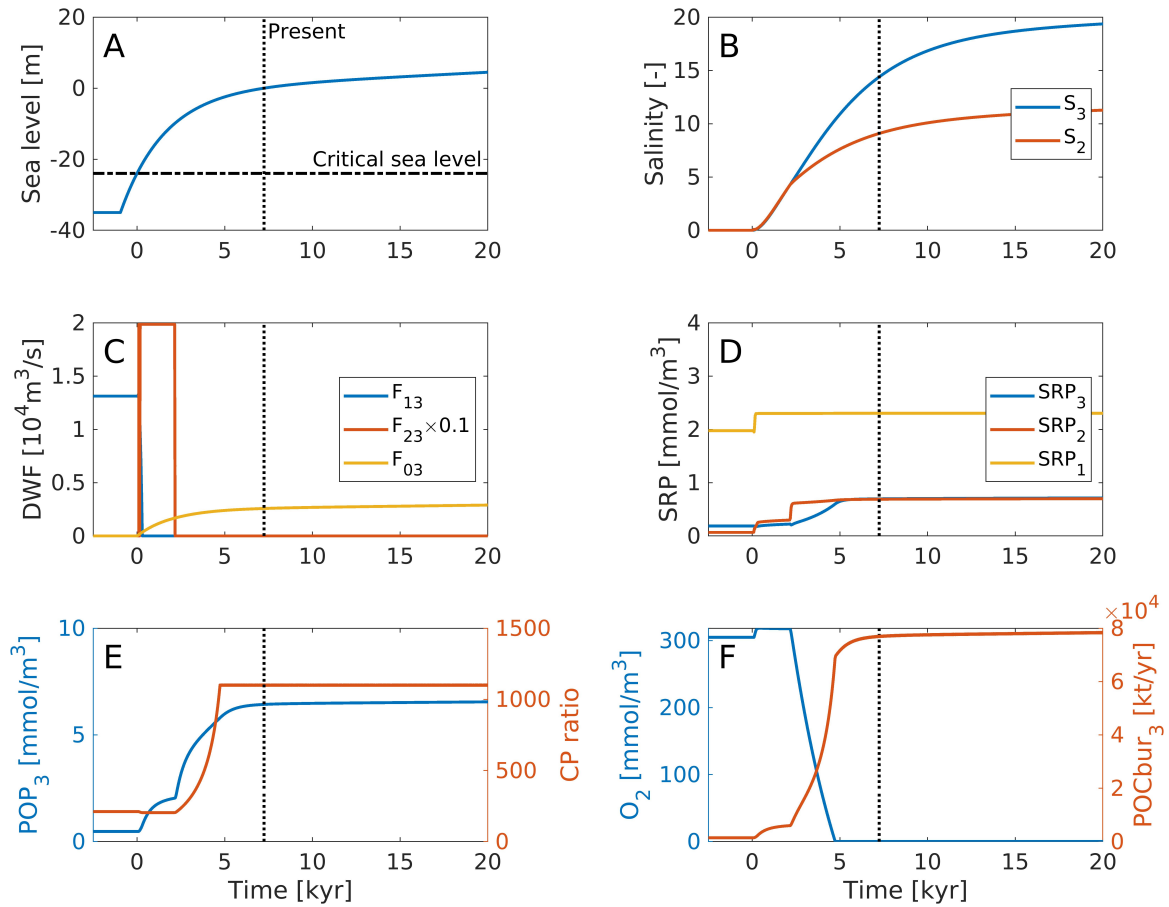 A
Sea level [m]
20
0
-20
-40
Present
Critical sea level
0
5
10
15
20
B
Salinity [-]
20
15
10
5
0
S3
S2
0
5
10
15
20
C
DWF [10^4m^3/s]
2
1.5
1
0.5
0
F13
F23×0.1
F03
0
5
10
15
20
D
SRP [mmol/m^3]
4
3
2
1
0
SRP3
SRP2
SRP1
0
5
10
15
20
E
POP3 [mmol/m^3]
10
5
0
1500
1000
500
0
CP ratio
0
5
10
15
20
Time [kyr]
F
O2 [mmol/m^3]
300
200
100
0
×10^4
8
6
4
2
0
POCbur3 [kt/yr]
0
5
10
15
20
Time [kyr]